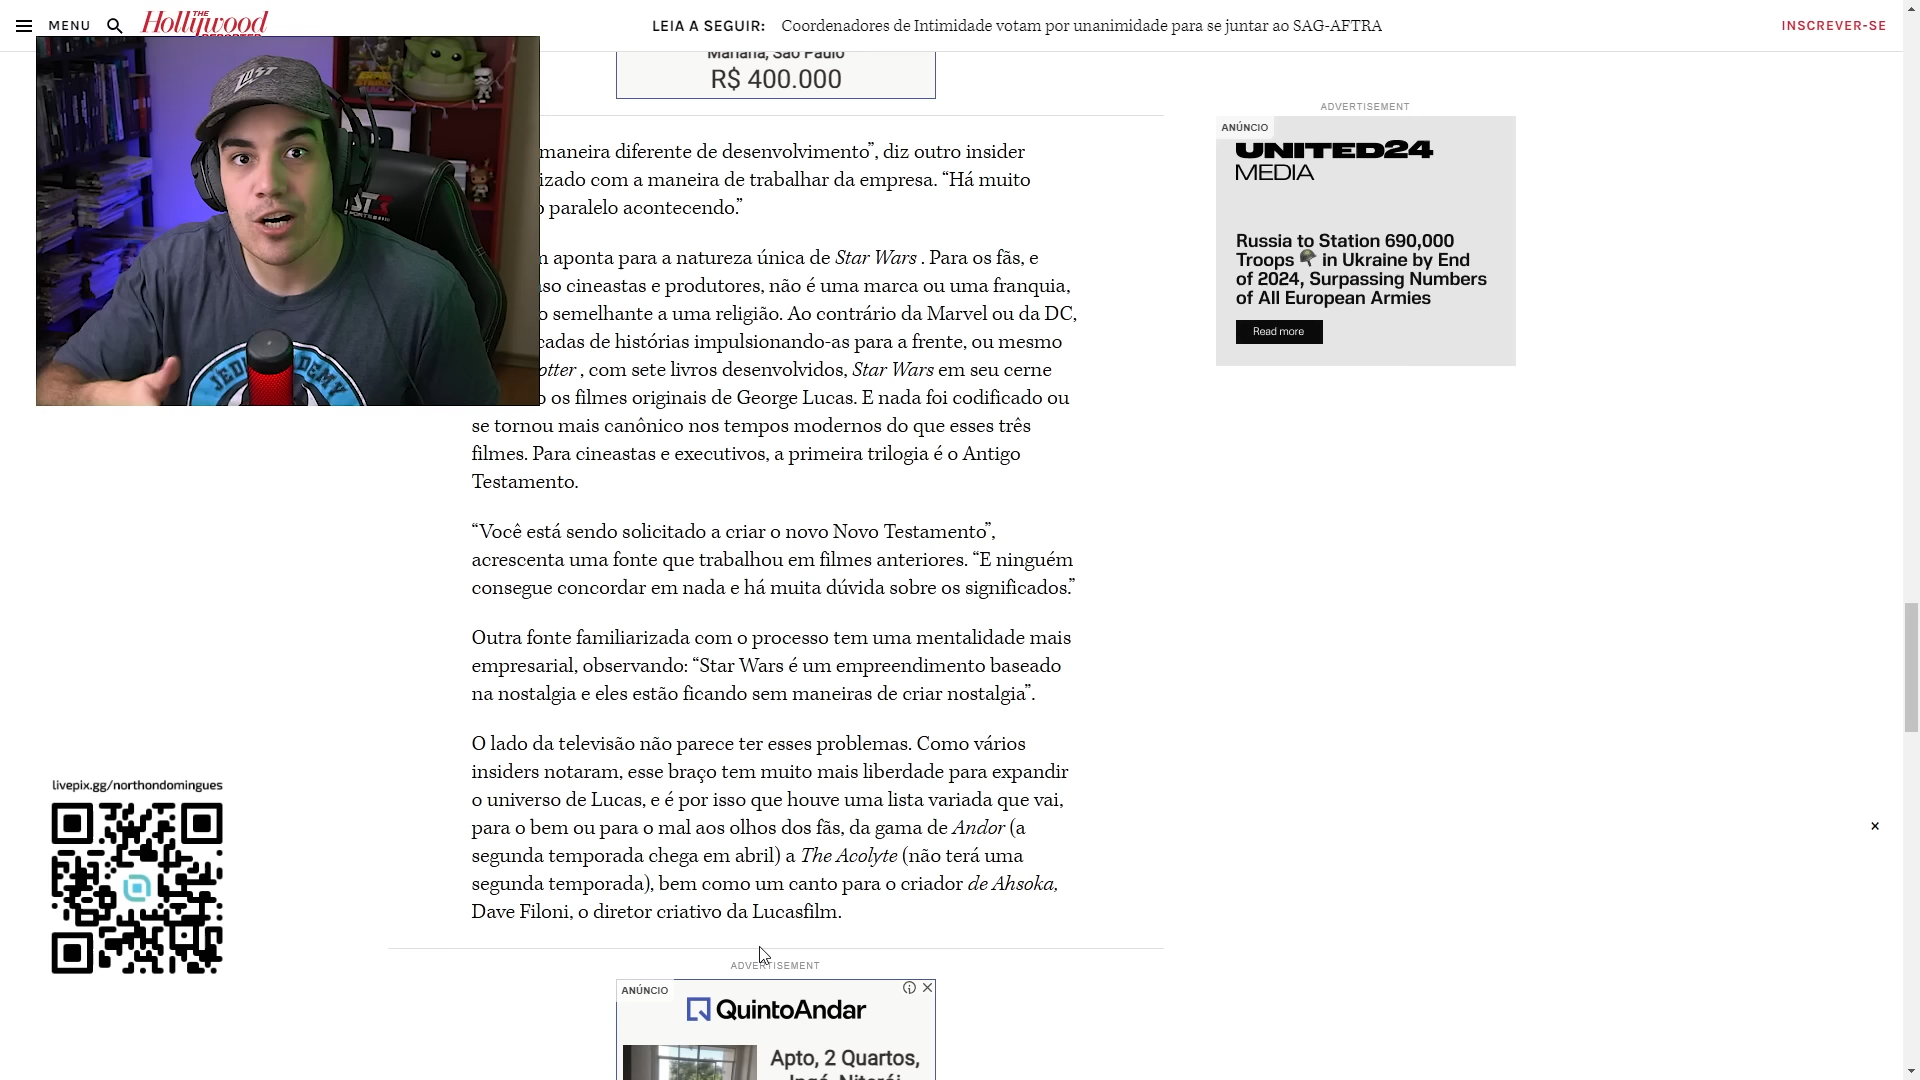 MENU
THE
Hollywood
REPORTER
LEIA A SEGUIR:
Coordenadores de Intimidade votam por unanimidade para se juntar ao SAG-AFTRA
INSCREVER-SE
LOST
JEDI ACADEMY
Mariana, São Paulo
R$ 400.000
maneira diferente de desenvolvimento”, diz outro insider
izado com a maneira de trabalhar da empresa. “Há muito
o paralelo acontecendo.”
aponta para a natureza única de Star Wars . Para os fãs, e
so cineastas e produtores, não é uma marca ou uma franquia,
o semelhante a uma religião. Ao contrário da Marvel ou da DC,
cadas de histórias impulsionando-as para a frente, ou mesmo
otter , com sete livros desenvolvidos, Star Wars em seu cerne
o os filmes originais de George Lucas. E nada foi codificado ou
se tornou mais canônico nos tempos modernos do que esses três
filmes. Para cineastas e executivos, a primeira trilogia é o Antigo
Testamento.
“Você está sendo solicitado a criar o novo Novo Testamento”,
acrescenta uma fonte que trabalhou em filmes anteriores. “E ninguém
consegue concordar em nada e há muita dúvida sobre os significados.”
Outra fonte familiarizada com o processo tem uma mentalidade mais
empresarial, observando: “Star Wars é um empreendimento baseado
na nostalgia e eles estão ficando sem maneiras de criar nostalgia”.
O lado da televisão não parece ter esses problemas. Como vários
insiders notaram, esse braço tem muito mais liberdade para expandir
o universo de Lucas, e é por isso que houve uma lista variada que vai,
para o bem ou para o mal aos olhos dos fãs, da gama de Andor (a
segunda temporada chega em abril) a The Acolyte (não terá uma
segunda temporada), bem como um canto para o criador de Ahsoka,
Dave Filoni, o diretor criativo da Lucasfilm.
ADVERTISEMENT
ANÚNCIO
QuintoAndar
Apto, 2 Quartos,
Ingá, Niterói
ADVERTISEMENT
ANÚNCIO
UNITED24
MEDIA
Russia to Station 690,000
Troops in Ukraine by End
of 2024, Surpassing Numbers
of All European Armies
Read more
livepix.gg/northondomingues